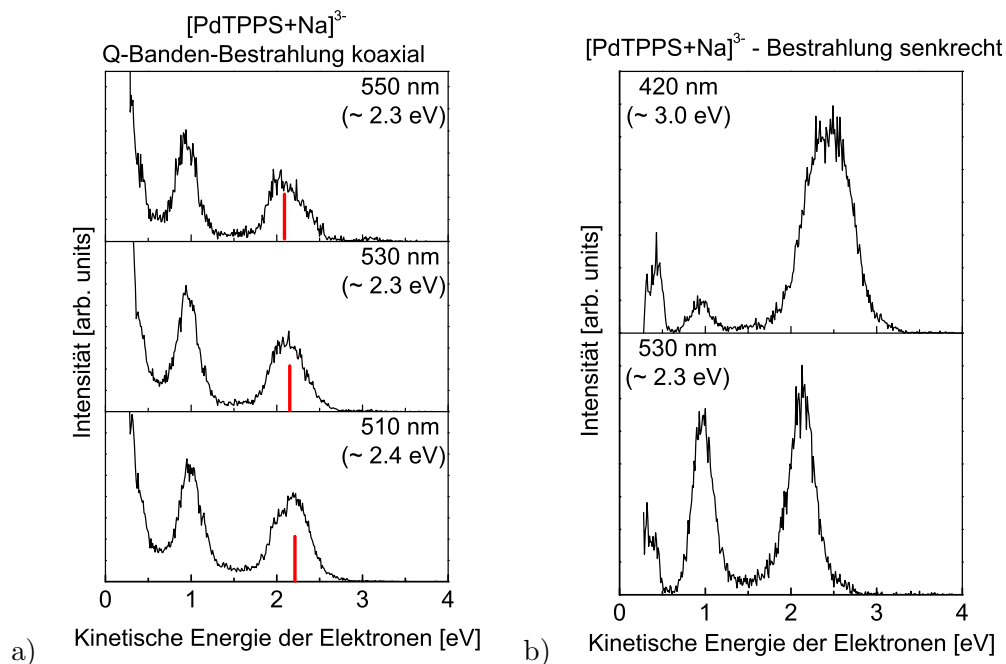 [PdTPPS+Na]³⁻
Q-Banden-Bestrahlung koaxial
550 nm
(~ 2.3 eV)
530 nm
(~ 2.3 eV)
510 nm
(~ 2.4 eV)
Intensität [arb. units]
0 1 2 3 4
Kinetische Energie der Elektronen [eV]
a)
[PdTPPS+Na]³⁻ - Bestrahlung senkrecht
420 nm
(~ 3.0 eV)
530 nm
(~ 2.3 eV)
Intensität [arb. units]
0 1 2 3 4
Kinetische Energie der Elektronen [eV]
b)